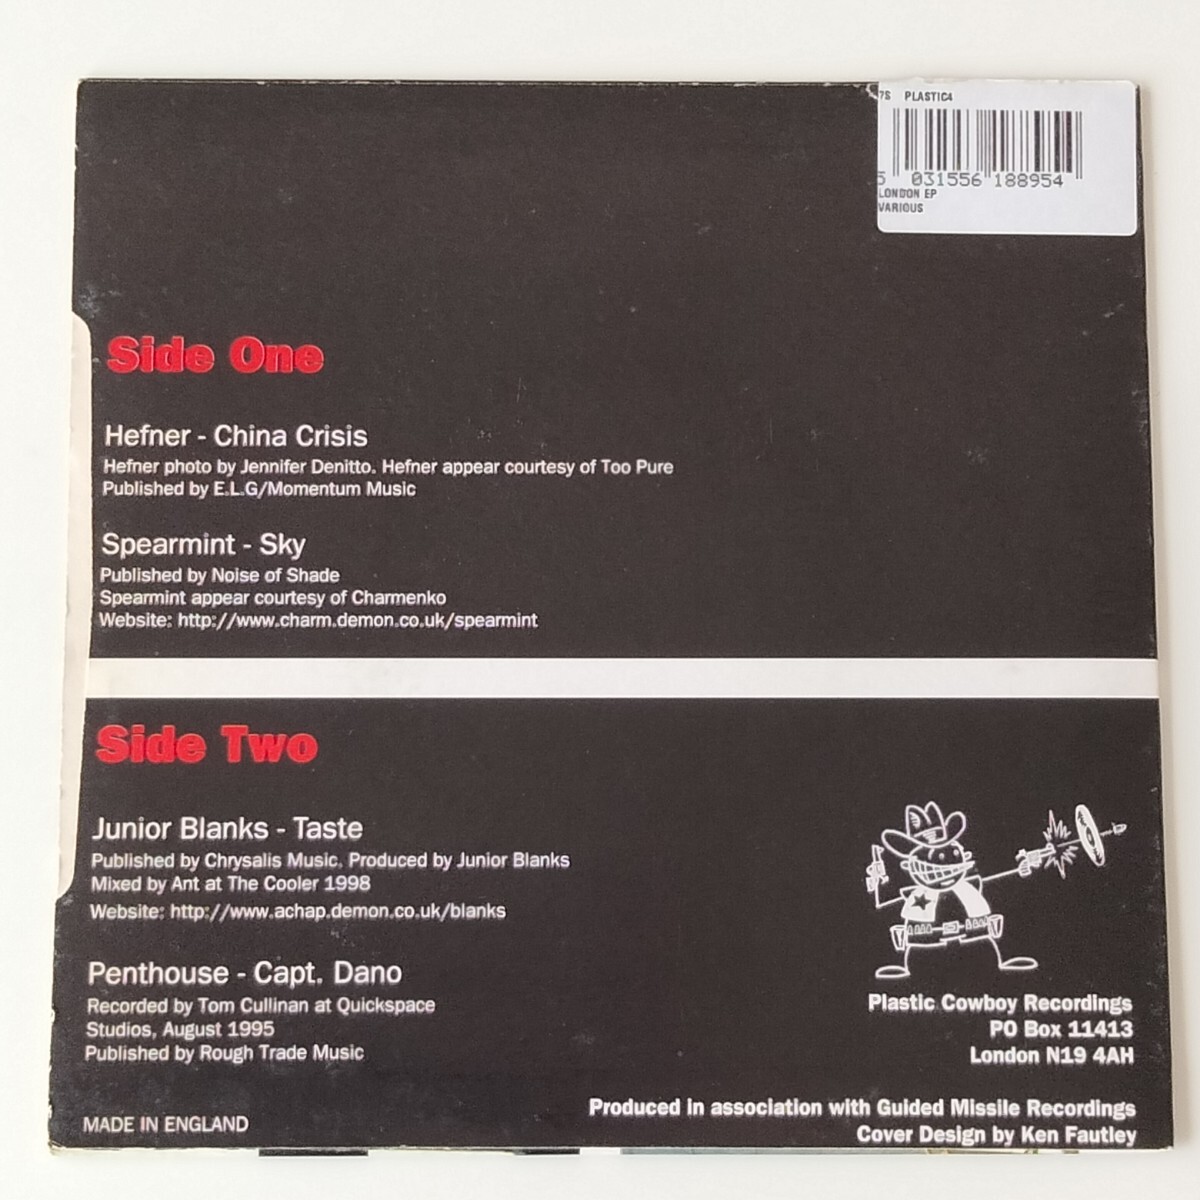 7S PLASTIC4
5 031556 188954
LONDON EP
VARIOUS
Side One
Hefner - China Crisis
Hefner photo by Jennifer Denitto. Hefner appear courtesy of Too Pure
Published by E.L.G/Momentum Music
Spearmint - Sky
Published by Noise of Shade
Spearmint appear courtesy of Charmenko
Website: http://www.charm.demon.co.uk/spearmint
Side Two
Junior Blanks - Taste
Published by Chrysalis Music. Produced by Junior Blanks
Mixed by Ant at The Cooler 1998
Website: http://www.achap.demon.co.uk/blanks
Penthouse - Capt. Dano
Recorded by Tom Cullinan at Quickspace
Studios, August 1995
Published by Rough Trade Music
MADE IN ENGLAND
Plastic Cowboy Recordings
PO Box 11413
London N19 4AH
Produced in association with Guided Missile Recordings
Cover Design by Ken Fautley